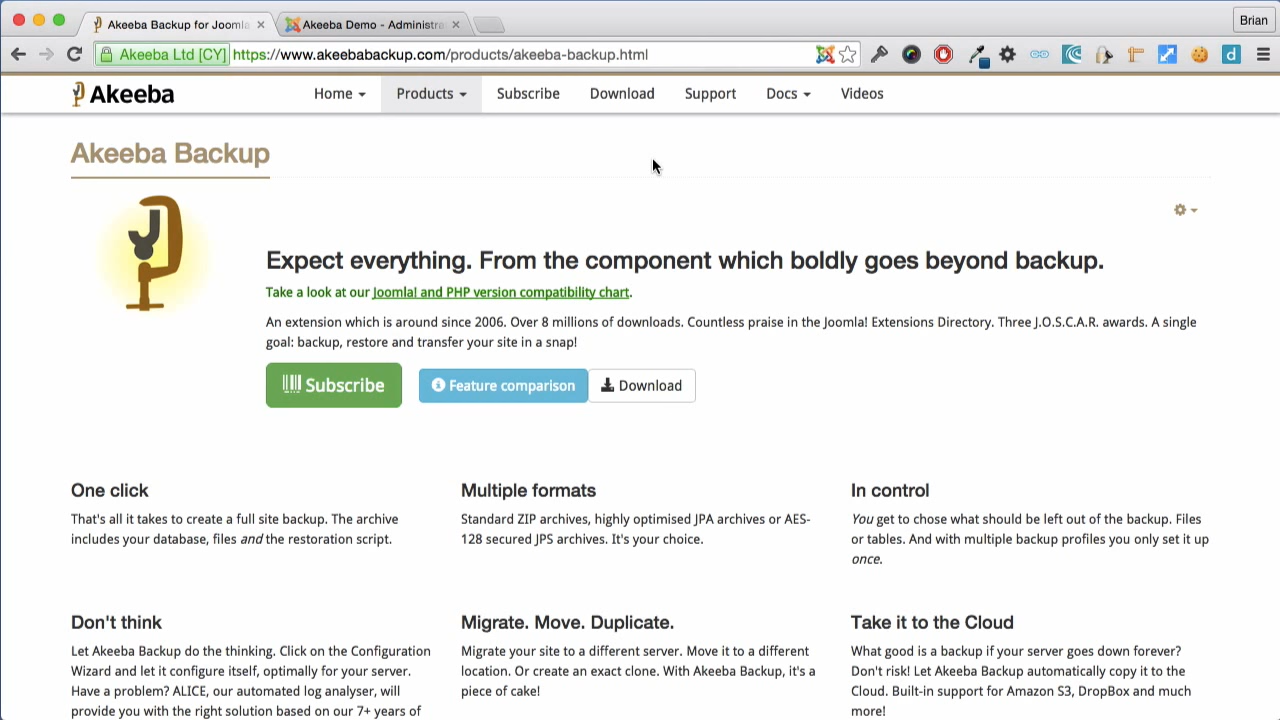 Akeeba Backup for Joomla
Akeeba Demo - Administra
Brian
Akeeba Ltd [CY] https://www.akeebabackup.com/products/akeeba-backup.html
Akeeba
Home
Products
Subscribe
Download
Support
Docs
Videos
Akeeba Backup
Expect everything. From the component which boldly goes beyond backup.
Take a look at our Joomla! and PHP version compatibility chart.
An extension which is around since 2006. Over 8 millions of downloads. Countless praise in the Joomla! Extensions Directory. Three J.O.S.C.A.R. awards. A single
goal: backup, restore and transfer your site in a snap!
Subscribe
Feature comparison
Download
One click
That's all it takes to create a full site backup. The archive
includes your database, files and the restoration script.
Multiple formats
Standard ZIP archives, highly optimised JPA archives or AES-
128 secured JPS archives. It's your choice.
In control
You get to chose what should be left out of the backup. Files
or tables. And with multiple backup profiles you only set it up
once.
Don't think
Let Akeeba Backup do the thinking. Click on the Configuration
Wizard and let it configure itself, optimally for your server.
Have a problem? ALICE, our automated log analyser, will
provide you with the right solution based on our 7+ years of
Migrate. Move. Duplicate.
Migrate your site to a different server. Move it to a different
location. Or create an exact clone. With Akeeba Backup, it's a
piece of cake!
Take it to the Cloud
What good is a backup if your server goes down forever?
Don't risk! Let Akeeba Backup automatically copy it to the
Cloud. Built-in support for Amazon S3, DropBox and much
more!